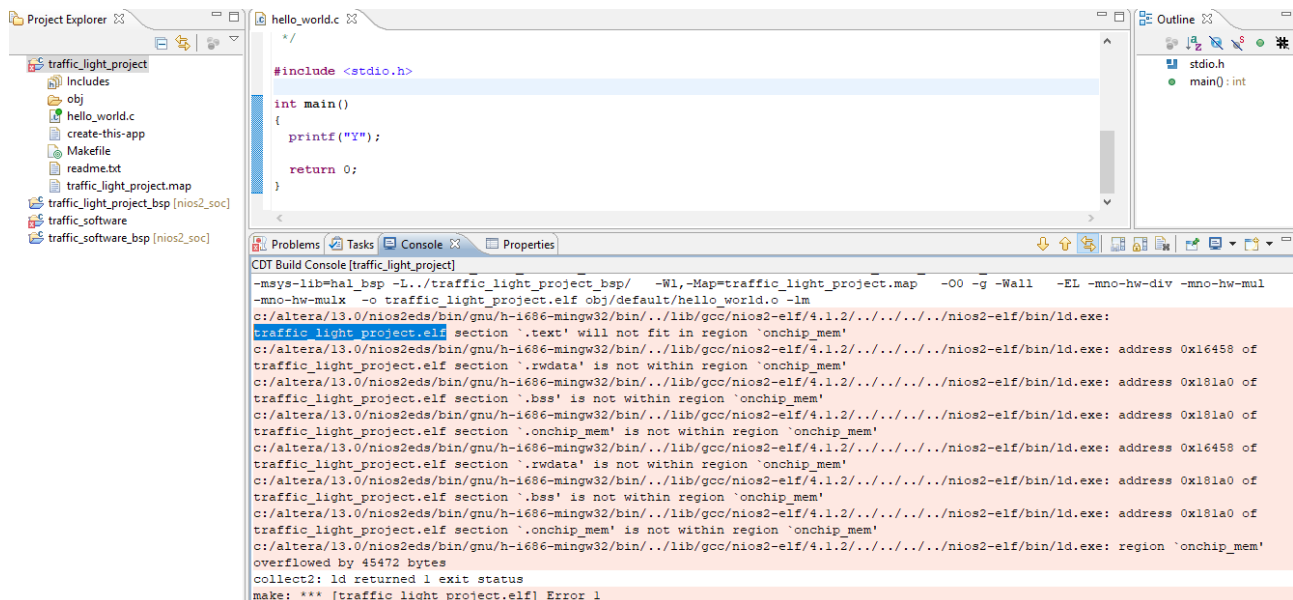 Project Explorer
traffic_light_project
Includes
obj
hello_world.c
create-this-app
Makefile
readme.txt
traffic_light_project.map
traffic_light_project_bsp [nios2_soc]
traffic_software
traffic_software_bsp [nios2_soc]
hello_world.c
*/
#include <stdio.h>
int main()
{
printf("Y");
return 0;
}
Outline
stdio.h
main() : int
Problems Tasks Console Properties
CDT Build Console [traffic_light_project]
-msys-lib=hal_bsp -L../traffic_light_project_bsp/ -Wl,-Map=traffic_light_project.map -O0 -g -Wall -EL -mno-hw-div -mno-hw-mul
-mno-hw-mulx -o traffic_light_project.elf obj/default/hello_world.o -lm
c:/altera/13.0/nios2eds/bin/gnu/h-i686-mingw32/bin/../lib/gcc/nios2-elf/4.1.2/../../../../nios2-elf/bin/ld.exe:
traffic_light_project.elf section `.text' will not fit in region `onchip_mem'
c:/altera/13.0/nios2eds/bin/gnu/h-i686-mingw32/bin/../lib/gcc/nios2-elf/4.1.2/../../../../nios2-elf/bin/ld.exe: address 0x16458 of
traffic_light_project.elf section `.rwdata' is not within region `onchip_mem'
c:/altera/13.0/nios2eds/bin/gnu/h-i686-mingw32/bin/../lib/gcc/nios2-elf/4.1.2/../../../../nios2-elf/bin/ld.exe: address 0x181a0 of
traffic_light_project.elf section `.bss' is not within region `onchip_mem'
c:/altera/13.0/nios2eds/bin/gnu/h-i686-mingw32/bin/../lib/gcc/nios2-elf/4.1.2/../../../../nios2-elf/bin/ld.exe: address 0x181a0 of
traffic_light_project.elf section `.onchip_mem' is not within region `onchip_mem'
c:/altera/13.0/nios2eds/bin/gnu/h-i686-mingw32/bin/../lib/gcc/nios2-elf/4.1.2/../../../../nios2-elf/bin/ld.exe: address 0x16458 of
traffic_light_project.elf section `.rwdata' is not within region `onchip_mem'
c:/altera/13.0/nios2eds/bin/gnu/h-i686-mingw32/bin/../lib/gcc/nios2-elf/4.1.2/../../../../nios2-elf/bin/ld.exe: address 0x181a0 of
traffic_light_project.elf section `.bss' is not within region `onchip_mem'
c:/altera/13.0/nios2eds/bin/gnu/h-i686-mingw32/bin/../lib/gcc/nios2-elf/4.1.2/../../../../nios2-elf/bin/ld.exe: address 0x181a0 of
traffic_light_project.elf section `.onchip_mem' is not within region `onchip_mem'
c:/altera/13.0/nios2eds/bin/gnu/h-i686-mingw32/bin/../lib/gcc/nios2-elf/4.1.2/../../../../nios2-elf/bin/ld.exe: region `onchip_mem'
overflowed by 45472 bytes
collect2: ld returned 1 exit status
make: *** [traffic_light_project.elf] Error 1